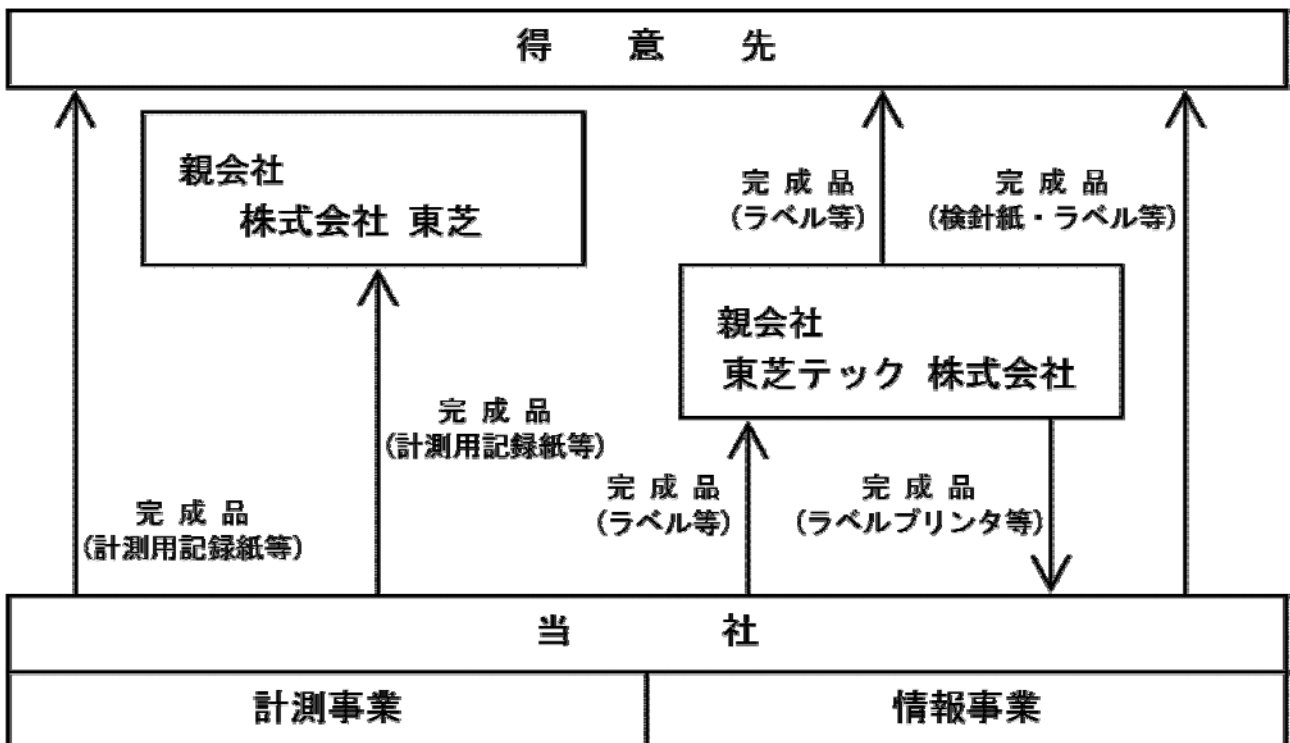 得意先
親会社
株式会社 東芝
完成品
(ラベル等)
完成品
(検針紙・ラベル等)
親会社
東芝テック 株式会社
完成品
(計測用記録紙等)
完成品
(ラベル等)
完成品
(ラベルプリンタ等)
完成品
(計測用記録紙等)
当社
計測事業
情報事業